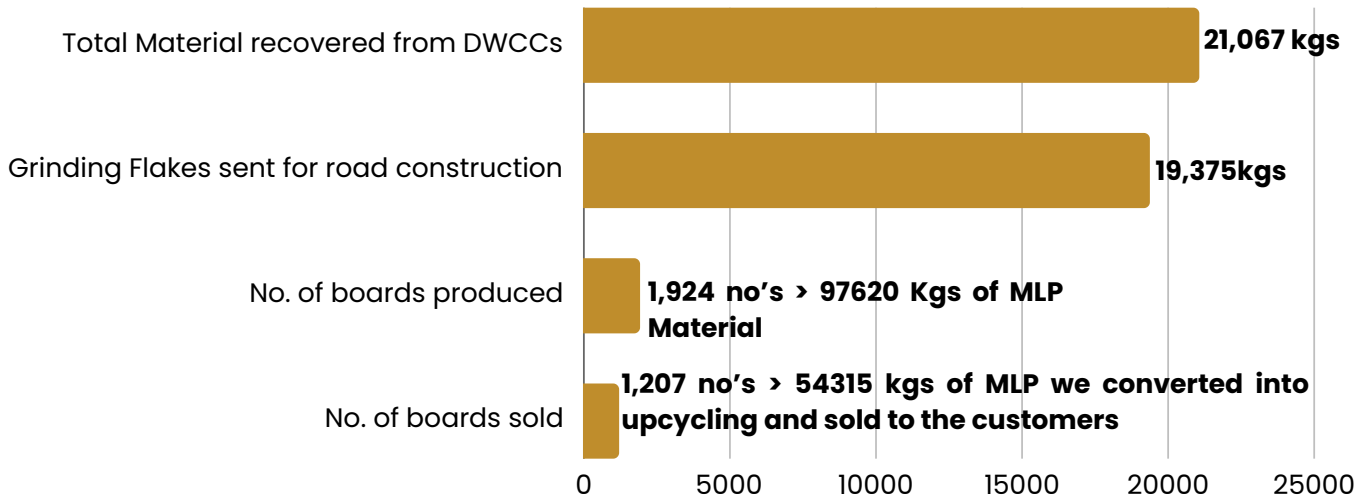 Total Material recovered from DWCCs
21,067 kgs
Grinding Flakes sent for road construction
19,375kgs
No. of boards produced
1,924 no's > 97620 Kgs of MLP
Material
No. of boards sold
1,207 no's > 54315 kgs of MLP we converted into
upcycling and sold to the customers
0 5000 10000 15000 20000 25000